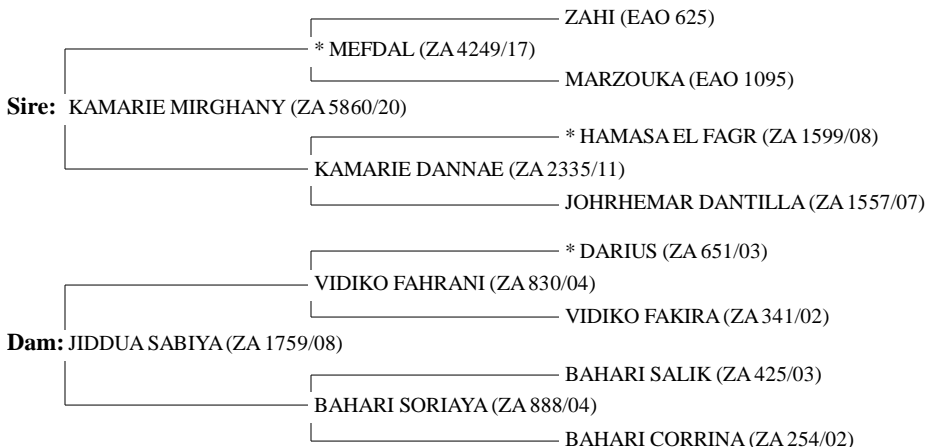 ZAHI (EAO 625)
* MEFDAL (ZA 4249/17)
MARZOUKA (EAO 1095)
Sire: KAMARIE MIRGHANY (ZA 5860/20)
* HAMASA EL FAGR (ZA 1599/08)
KAMARIE DANNAE (ZA 2335/11)
JOHRHEMAR DANTILLA (ZA 1557/07)
* DARIUS (ZA 651/03)
VIDIKO FAHRANI (ZA 830/04)
VIDIKO FAKIRA (ZA 341/02)
Dam: JIDDUA SABIYA (ZA 1759/08)
BAHARI SALIK (ZA 425/03)
BAHARI SORIAYA (ZA 888/04)
BAHARI CORRINA (ZA 254/02)